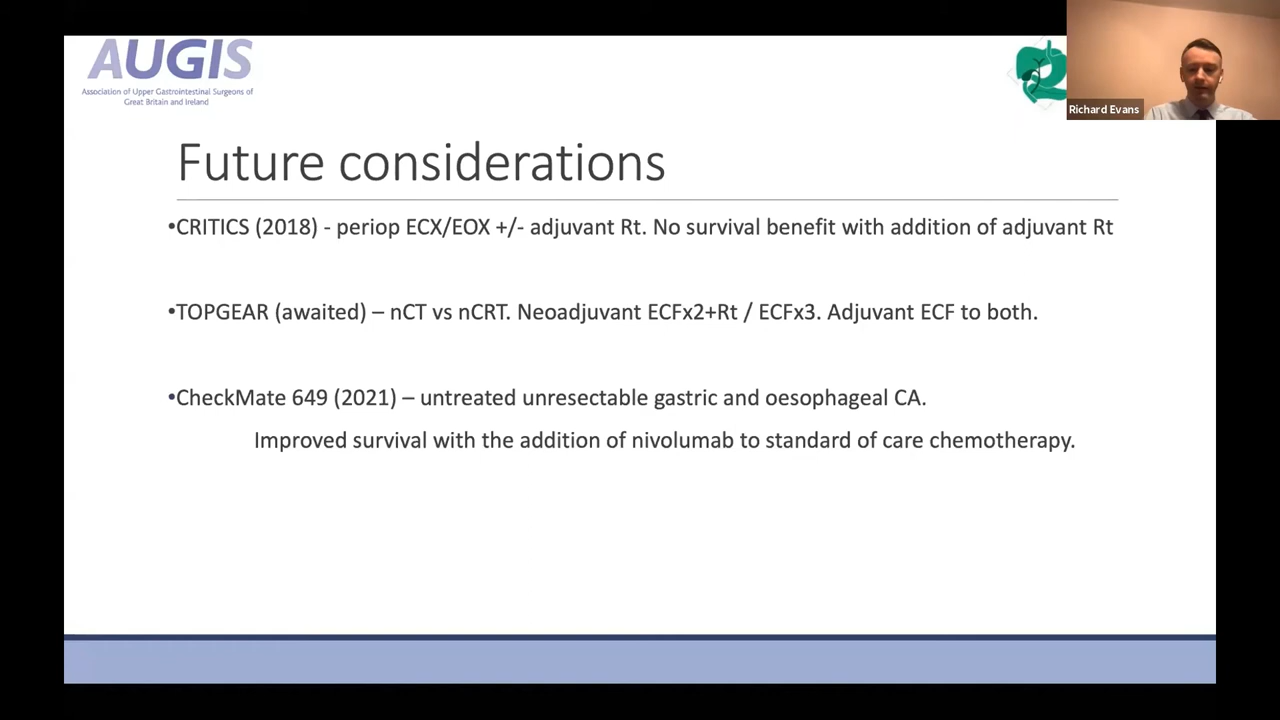 AUGIS
Association of Upper Gastrointestinal Surgeons of
Great Britain and Ireland
Richard Evans
Future considerations
•CRITICS (2018) - periop ECX/EOX +/- adjuvant Rt. No survival benefit with addition of adjuvant Rt
•TOPGEAR (awaited) – nCT vs nCRT. Neoadjuvant ECFx2+Rt / ECFx3. Adjuvant ECF to both.
•CheckMate 649 (2021) – untreated unresectable gastric and oesophageal CA.
Improved survival with the addition of nivolumab to standard of care chemotherapy.